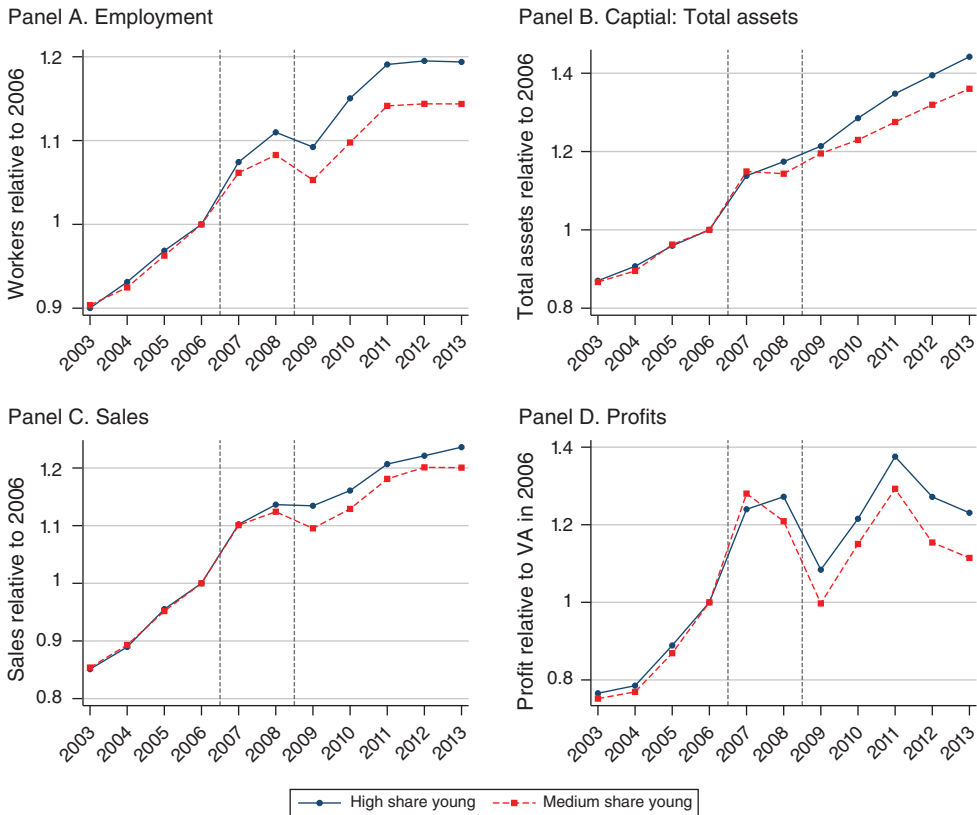 Panel A. Employment
Workers relative to 2006
1.2
1.1
1
0.9
2003 2004 2005 2006 2007 2008 2009 2010 2011 2012 2013
Panel B. Captial: Total assets
Total assets relative to 2006
1.4
1.2
1
0.8
2003 2004 2005 2006 2007 2008 2009 2010 2011 2012 2013
Panel C. Sales
Sales relative to 2006
1.2
1.1
1
0.9
0.8
2003 2004 2005 2006 2007 2008 2009 2010 2011 2012 2013
Panel D. Profits
Profit relative to VA in 2006
1.4
1.2
1
0.8
2003 2004 2005 2006 2007 2008 2009 2010 2011 2012 2013
High share young Medium share young